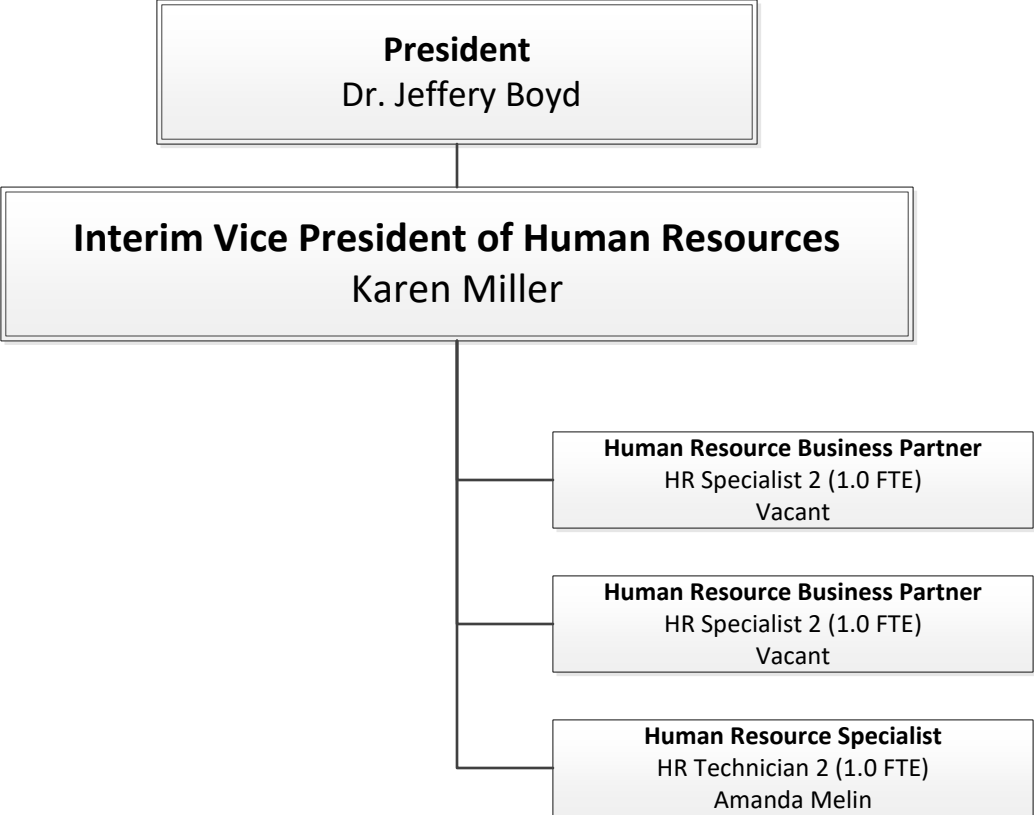 President
Dr. Jeffery Boyd
Interim Vice President of Human Resources
Karen Miller
Human Resource Business Partner
HR Specialist 2 (1.0 FTE)
Vacant
Human Resource Business Partner
HR Specialist 2 (1.0 FTE)
Vacant
Human Resource Specialist
HR Technician 2 (1.0 FTE)
Amanda Melin